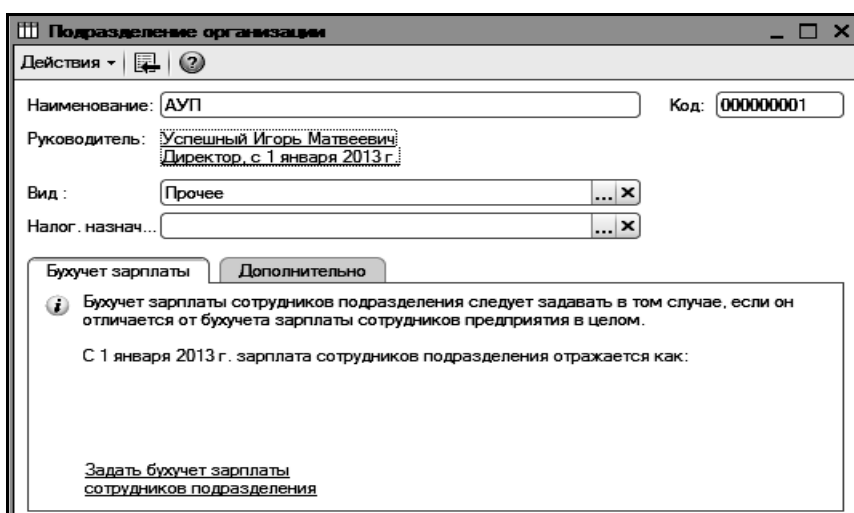 Подразделение организации
Действия
Наименование: АУП Код: 000000001
Руководитель: Успешный Игорь Матвеевич
Директор, с 1 января 2013 г.
Вид : Прочее ...
Налог. назнач... ...
Бухучет зарплаты Дополнительно
Бухучет зарплаты сотрудников подразделения следует задавать в том случае, если он
отличается от бухучета зарплаты сотрудников предприятия в целом.
С 1 января 2013 г. зарплата сотрудников подразделения отражается как:
Задать бухучет зарплаты
сотрудников подразделения